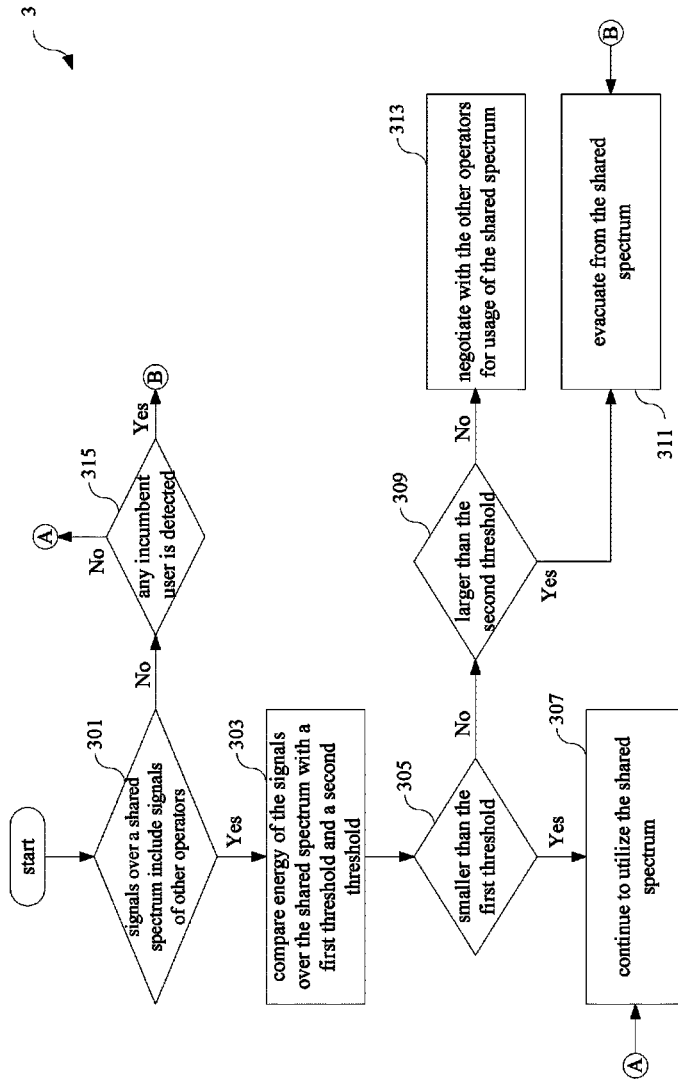 3
start
301
signals over a shared
spectrum include signals
of other operators
No
Yes
315
any incumbent
user is detected
No
A
Yes
B
303
compare energy of the signals
over the shared spectrum with a
first threshold and a second
threshold
305
smaller than the
first threshold
No
Yes
309
larger than the
second threshold
No
Yes
313
negotiate with the other operators
for usage of the shared spectrum
A
307
continue to utilize the shared
spectrum
311
evacuate from the shared
spectrum
B